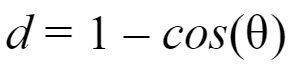 d = 1 – cos(θ)